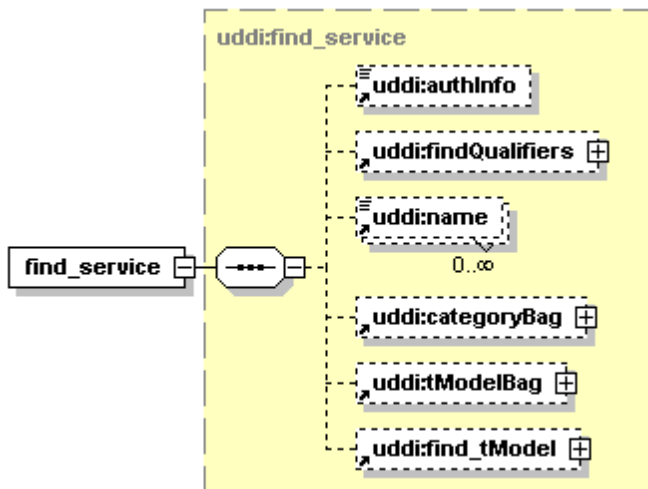 uddi:find_service
uddi:authInfo
uddi:findQualifiers
uddi:name
0..∞
find_service
uddi:categoryBag
uddi:tModelBag
uddi:find_tModel